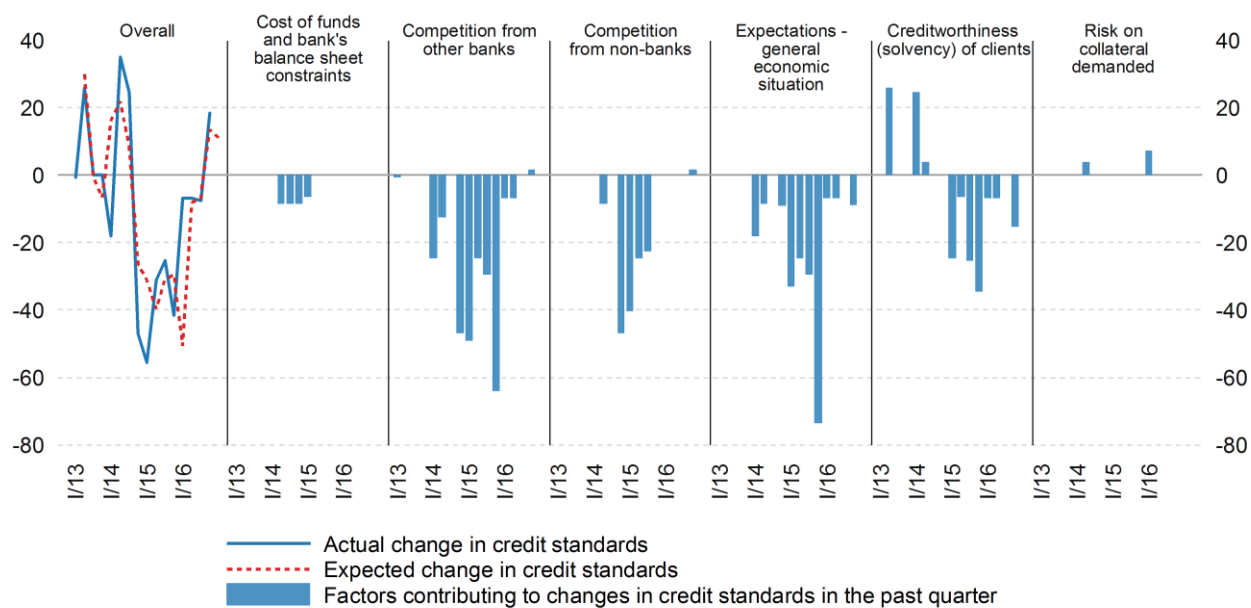 Overall
Cost of funds
and bank's
balance sheet
constraints
Competition from
other banks
Competition
from non-banks
Expectations -
general
economic
situation
Creditworthiness
(solvency) of clients
Risk on
collateral
demanded
40
20
0
-20
-40
-60
-80
40
20
0
-20
-40
-60
-80
I/13
I/14
I/15
I/16
I/13
I/14
I/15
I/16
I/13
I/14
I/15
I/16
I/13
I/14
I/15
I/16
I/13
I/14
I/15
I/16
I/13
I/14
I/15
I/16
I/13
I/14
I/15
I/16
Actual change in credit standards
Expected change in credit standards
Factors contributing to changes in credit standards in the past quarter